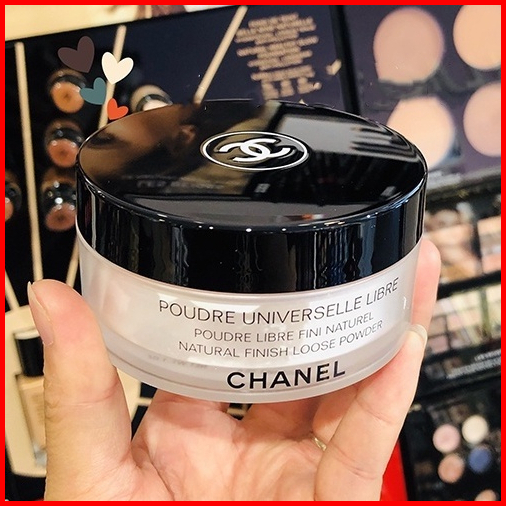 POUDRE UNIVERSELLE LIBRE
POUDRE LIBRE FINI NATUREL
NATURAL FINISH LOOSE POWDER
CHANEL